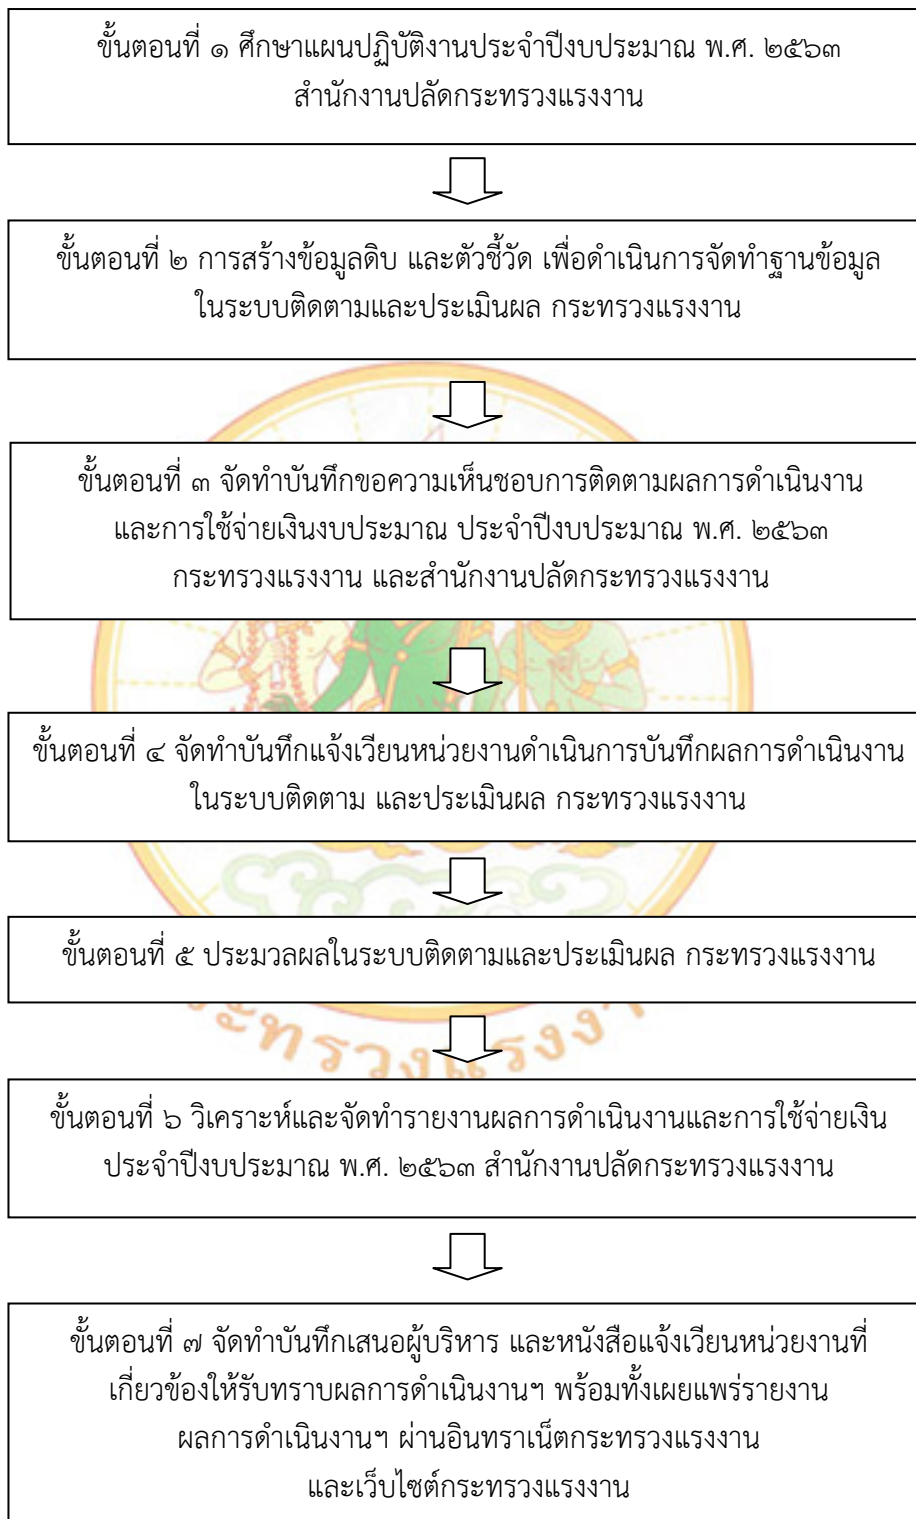 ขั้นตอนที่ ๑ ศึกษาแผนปฏิบัติงานประจำปีงบประมาณ พ.ศ. ๒๕๖๓
สำนักงานปลัดกระทรวงแรงงาน
ขั้นตอนที่ ๒ การสร้างข้อมูลดิบ และตัวชี้วัด เพื่อดำเนินการจัดทำฐานข้อมูล
ในระบบติดตามและประเมินผล กระทรวงแรงงาน
ขั้นตอนที่ ๓ จัดทำบันทึกขอความเห็นชอบการติดตามผลการดำเนินงาน
และการใช้จ่ายเงินงบประมาณ ประจำปีงบประมาณ พ.ศ. ๒๕๖๓
กระทรวงแรงงาน และสำนักงานปลัดกระทรวงแรงงาน
ขั้นตอนที่ ๔ จัดทำบันทึกแจ้งเวียนหน่วยงานดำเนินการบันทึกผลการดำเนินงาน
ในระบบติดตาม และประเมินผล กระทรวงแรงงาน
ขั้นตอนที่ ๕ ประมวลผลในระบบติดตามและประเมินผล กระทรวงแรงงาน
ระทรวงแรงงา
ขั้นตอนที่ ๖ วิเคราะห์และจัดทำรายงานผลการดำเนินงานและการใช้จ่ายเงิน
ประจำปีงบประมาณ พ.ศ. ๒๕๖๓ สำนักงานปลัดกระทรวงแรงงาน
ขั้นตอนที่ ๗ จัดทำบันทึกเสนอผู้บริหาร และหนังสือแจ้งเวียนหน่วยงานที่
เกี่ยวข้องให้รับทราบผลการดำเนินงานฯ พร้อมทั้งเผยแพร่รายงาน
ผลการดำเนินงานฯ ผ่านอินทราเน็ตกระทรวงแรงงาน
และเว็บไซต์กระทรวงแรงงาน